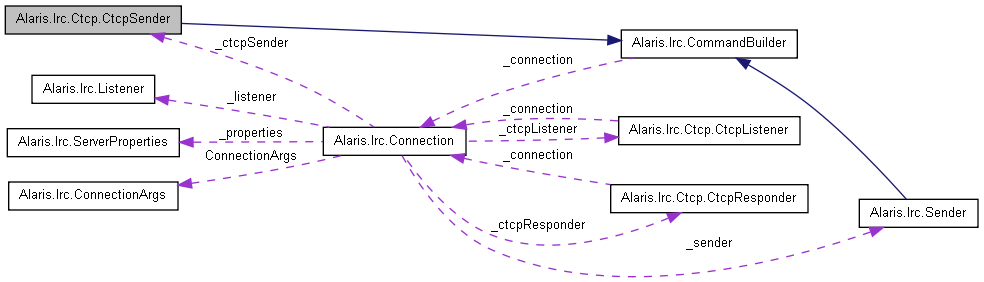 Alaris.Irc.Ctcp.CtcpSender
_ctcpSender
Alaris.Irc.CommandBuilder
_connection
Alaris.Irc.Listener
_listener
_connection
Alaris.Irc.ServerProperties
_properties
Alaris.Irc.Connection
_ctcpListener
Alaris.Irc.Ctcp.CtcpListener
ConnectionArgs
_connection
Alaris.Irc.ConnectionArgs
Alaris.Irc.Ctcp.CtcpResponder
Alaris.Irc.Sender
_ctcpResponder
_sender